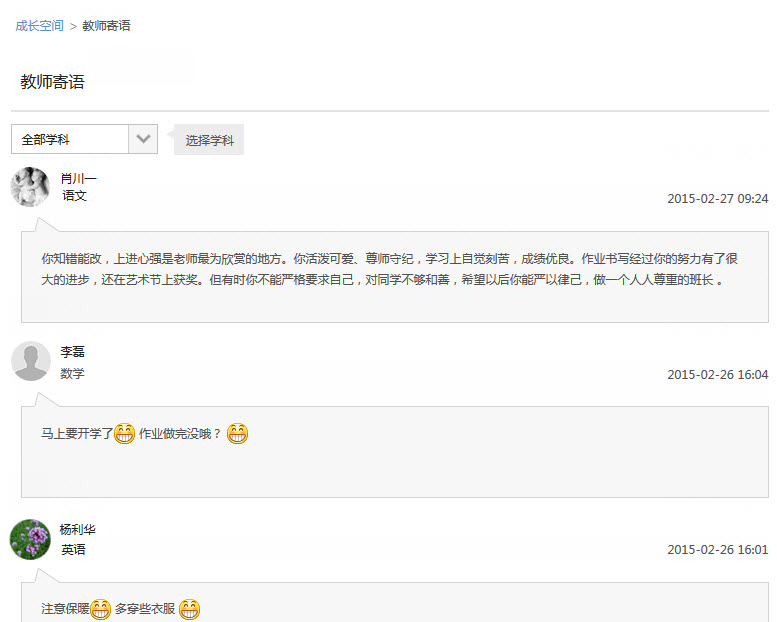 成长空间 > 教师寄语
教师寄语
全部学科 选择学科
肖川一
语文
2015-02-27 09:24
你知错能改，上进心强是老师最为欣赏的地方。你活泼可爱、尊师守纪，学习上自觉刻苦，成绩优良。作业书写经过你的努力有了很
大的进步，还在艺术节上获奖。但有时你不能严格要求自己，对同学不够和善，希望以后你能严以律己，做一个人人尊重的班长 。
李磊
数学
2015-02-26 16:04
马上要开学了 作业做完没哦？
杨利华
英语
2015-02-26 16:01
注意保暖 多穿些衣服